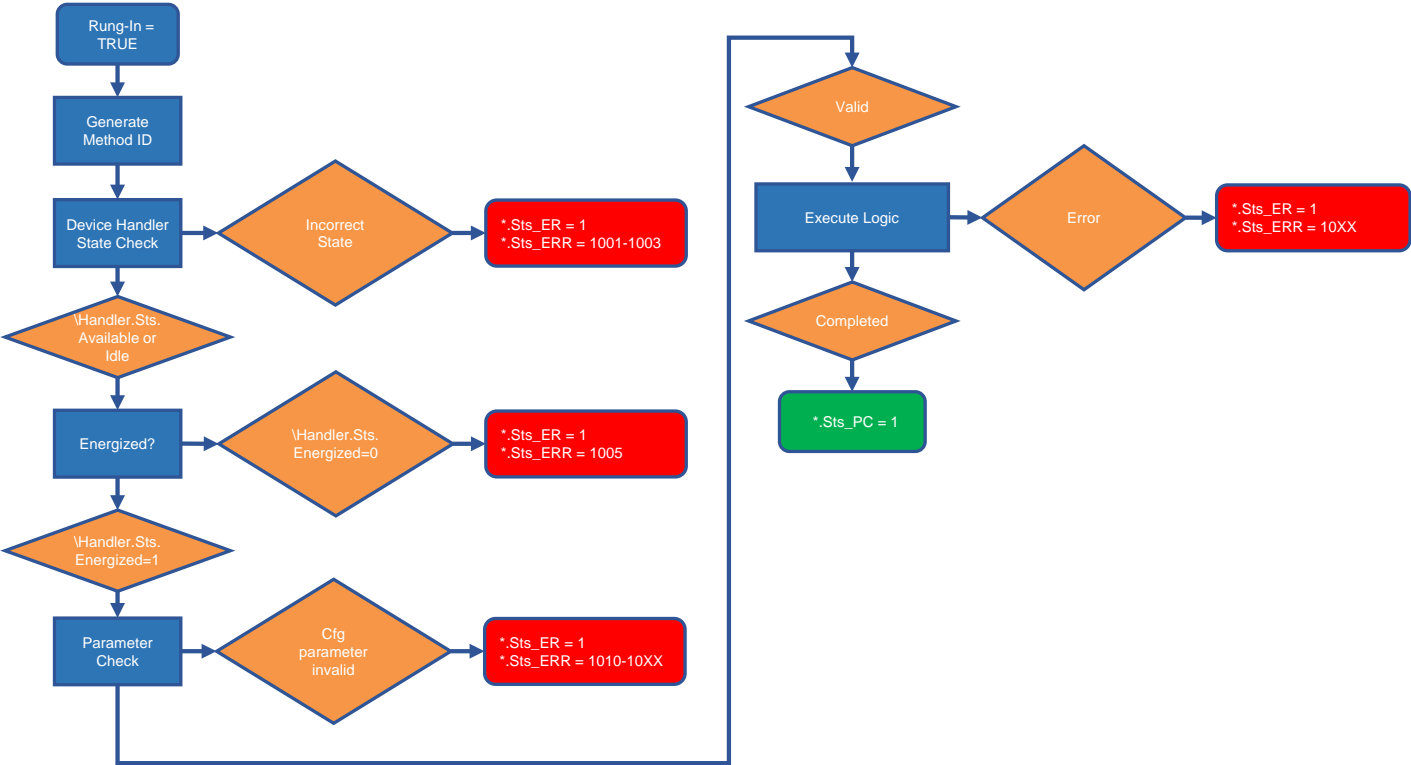 Rung-In =
TRUE
Generate
Method ID
Device Handler
State Check
Incorrect
State
*.Sts_ER = 1
*.Sts_ERR = 1001-1003
\Handler.Sts.
Available or
Idle
Energized?
\Handler.Sts.
Energized=0
*.Sts_ER = 1
*.Sts_ERR = 1005
\Handler.Sts.
Energized=1
Parameter
Check
Cfg
parameter
invalid
*.Sts_ER = 1
*.Sts_ERR = 1010-10XX
Valid
Execute Logic
Error
*.Sts_ER = 1
*.Sts_ERR = 10XX
Completed
*.Sts_PC = 1